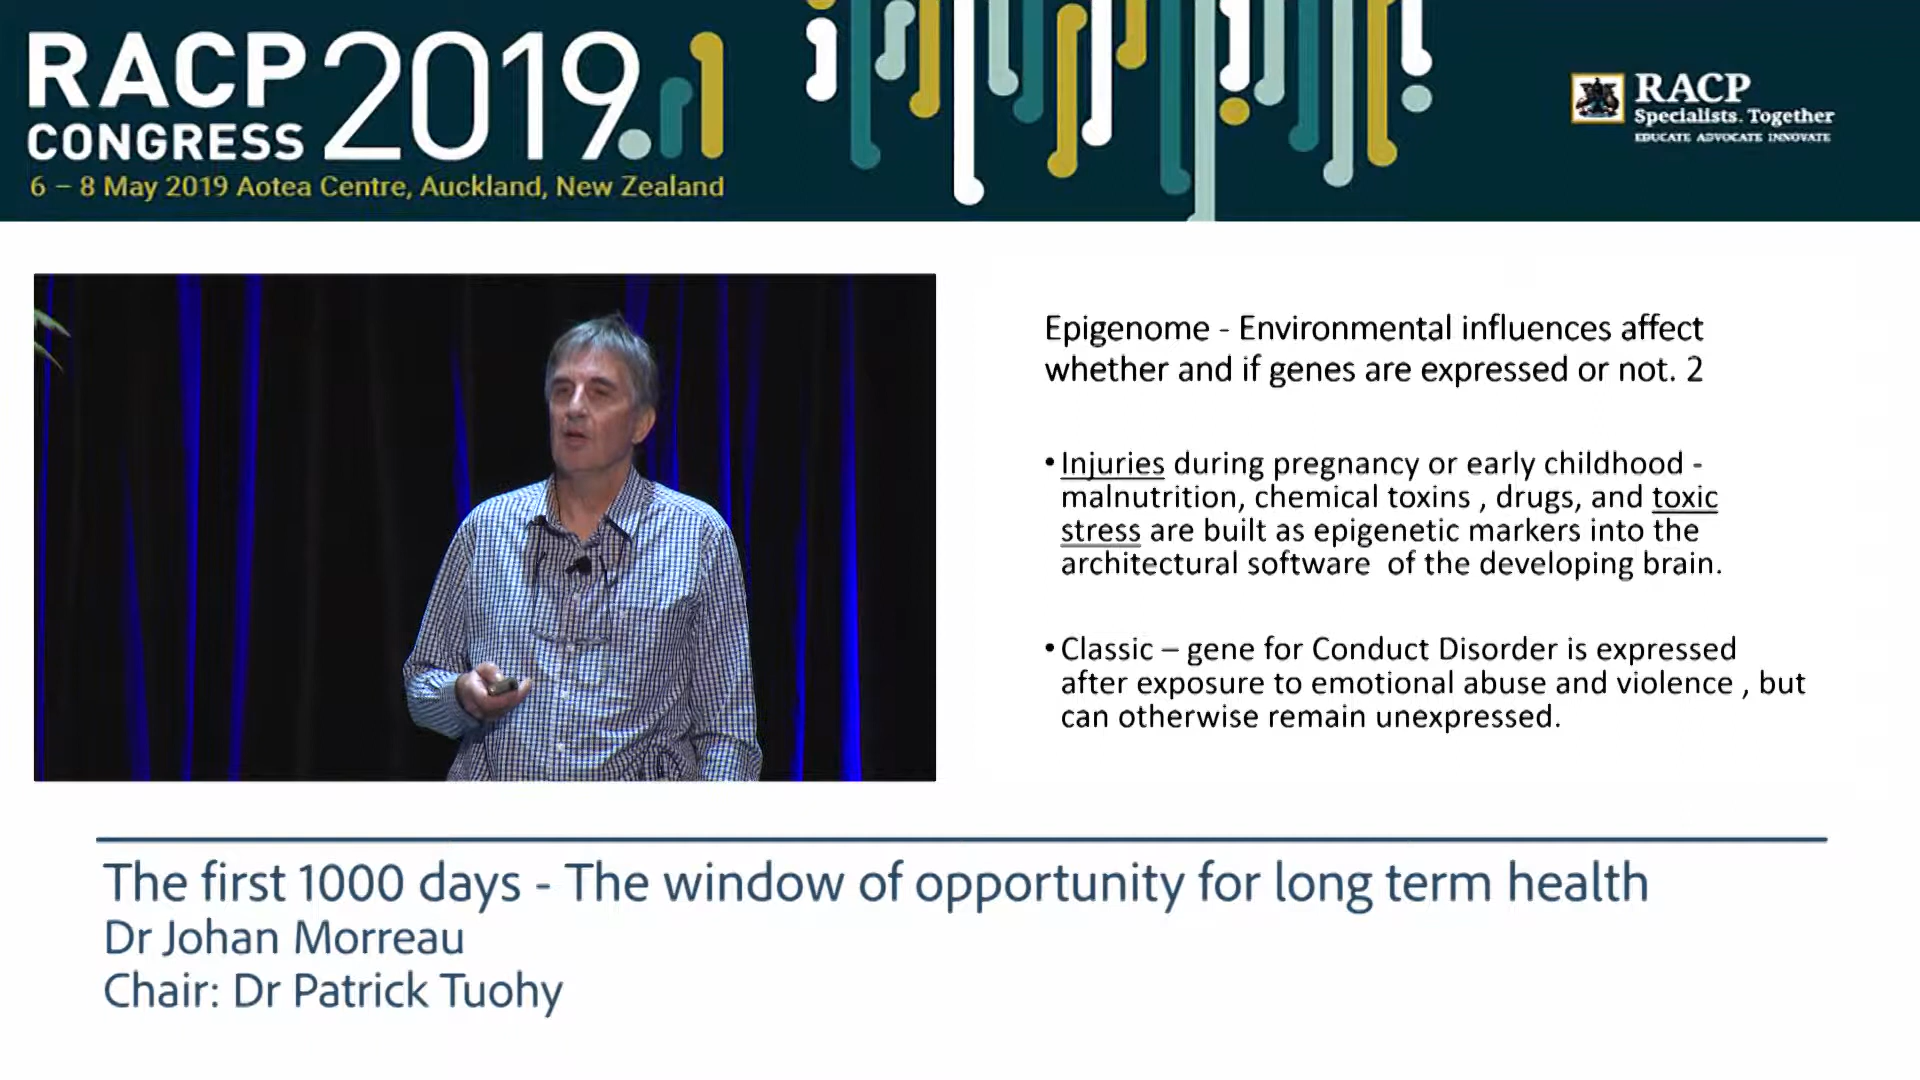 RACP
CONGRESS
2019
6 – 8 May 2019 Aotea Centre, Auckland, New Zealand
RACP
Specialists. Together
EDUCATE ADVOCATE INNOVATE
Epigenome - Environmental influences affect
whether and if genes are expressed or not. 2
•Injuries during pregnancy or early childhood -
malnutrition, chemical toxins , drugs, and toxic
stress are built as epigenetic markers into the
architectural software  of the developing brain.
•Classic – gene for Conduct Disorder is expressed
after exposure to emotional abuse and violence , but
can otherwise remain unexpressed.
The first 1000 days - The window of opportunity for long term health
Dr Johan Morreau
Chair: Dr Patrick Tuohy